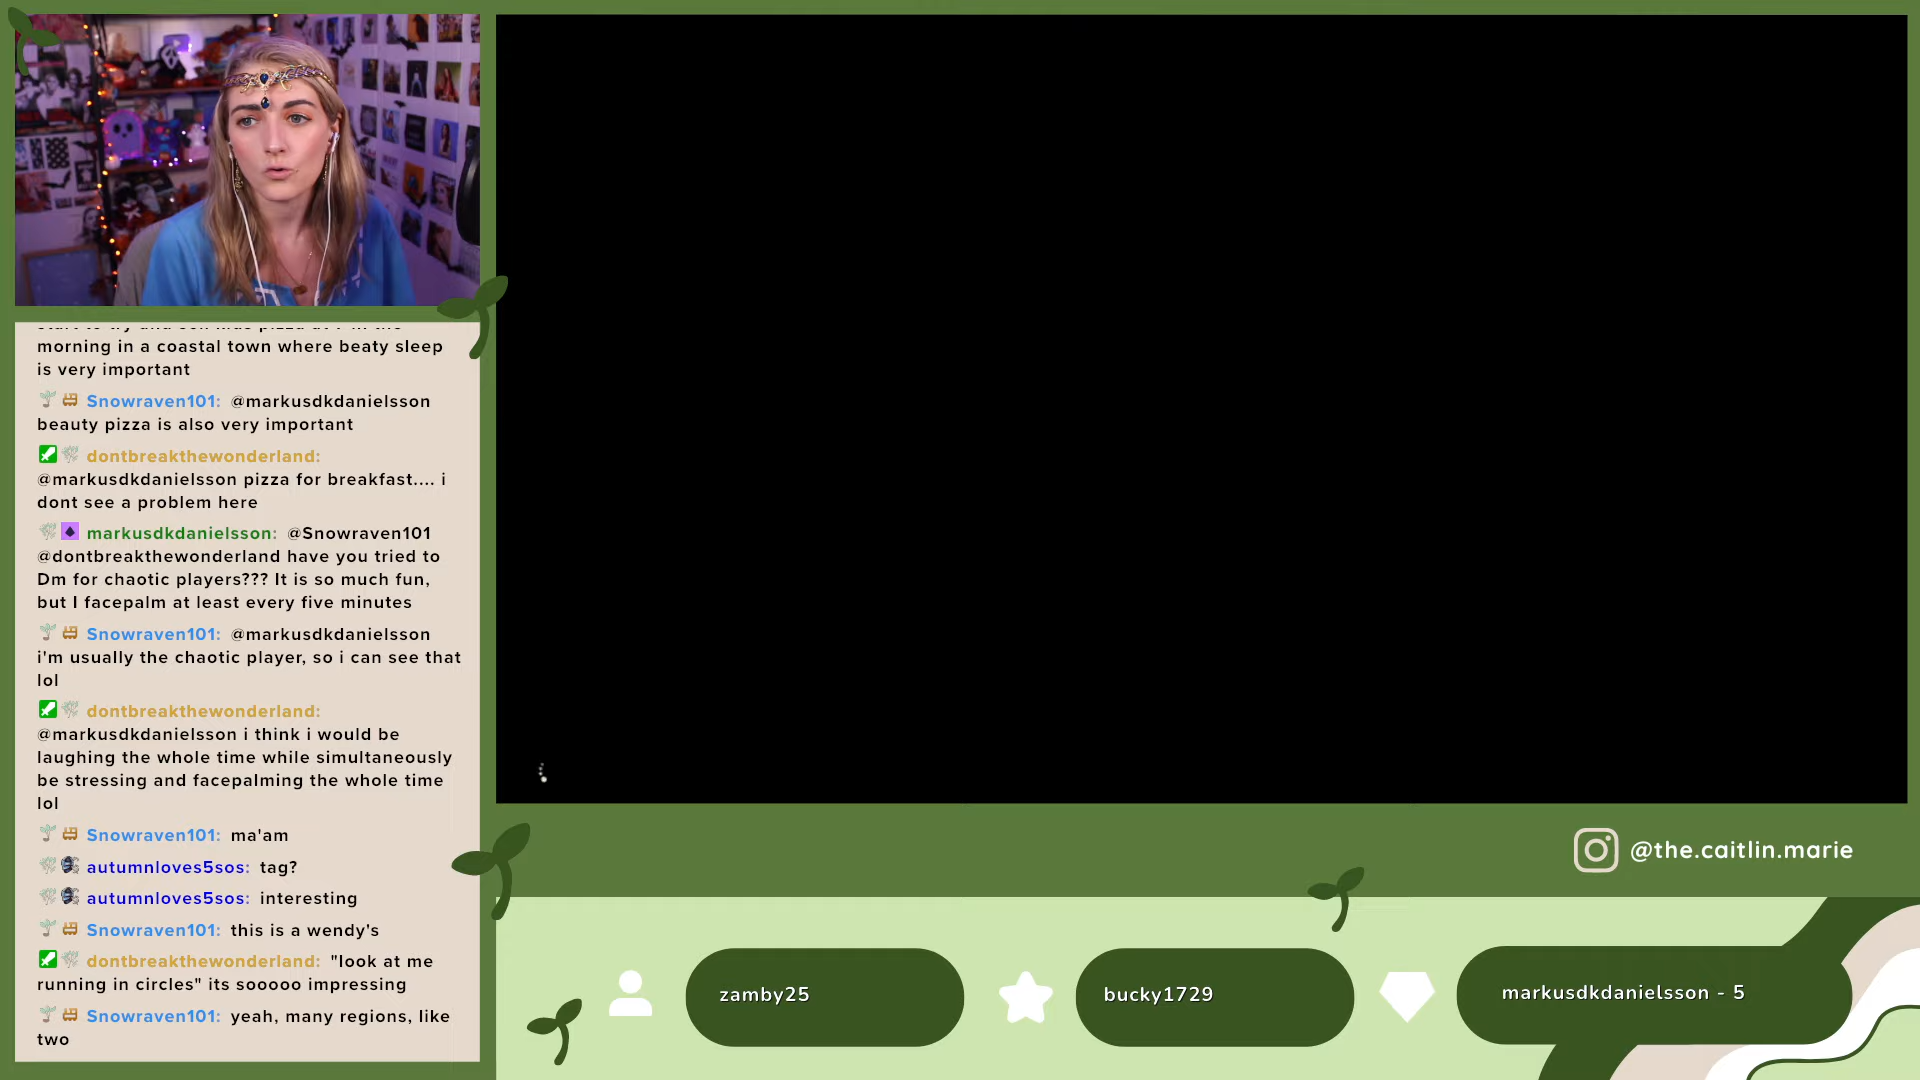 morning in a coastal town where beaty sleep
is very important
Snowraven101: @markusdkdanielsson
beauty pizza is also very important
dontbreakthewonderland:
@markusdkdanielsson pizza for breakfast.... i
dont see a problem here
markusdkdanielsson: @Snowraven101
@dontbreakthewonderland have you tried to
Dm for chaotic players??? It is so much fun,
but I facepalm at least every five minutes
Snowraven101: @markusdkdanielsson
i'm usually the chaotic player, so i can see that
lol
dontbreakthewonderland:
@markusdkdanielsson i think i would be
laughing the whole time while simultaneously
be stressing and facepalming the whole time
lol
Snowraven101: ma'am
autumnloves5sos: tag?
autumnloves5sos: interesting
Snowraven101: this is a wendy's
dontbreakthewonderland: "look at me
running in circles" its sooooo impressing
Snowraven101: yeah, many regions, like
two
@the.caitlin.marie
zamby25
bucky1729
markusdkdanielsson - 5